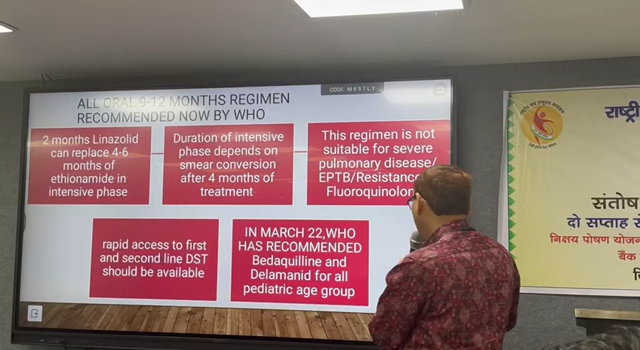 CODE: M697LY
ALL ORAL 9-12 MONTHS REGIMEN
RECOMMENDED NOW BY WHO
2 months Linazolid
can replace 4-6
months of
ethionamide in
intensive phase
Duration of intensive
phase depends on
smear conversion
after 4 months of
treatment
This regimen is not
suitable for severe
pulmonary disease/
EPTB/Resistance
Fluoroquinolon
rapid access to first
and second line DST
should be available
IN MARCH 22,WHO
HAS RECOMMENDED
Bedaquilline and
Delamanid for all
pediatric age group
राष्ट्री
संतोष
दो सप्ताह
निक्षय पोषण योजन
बैंक